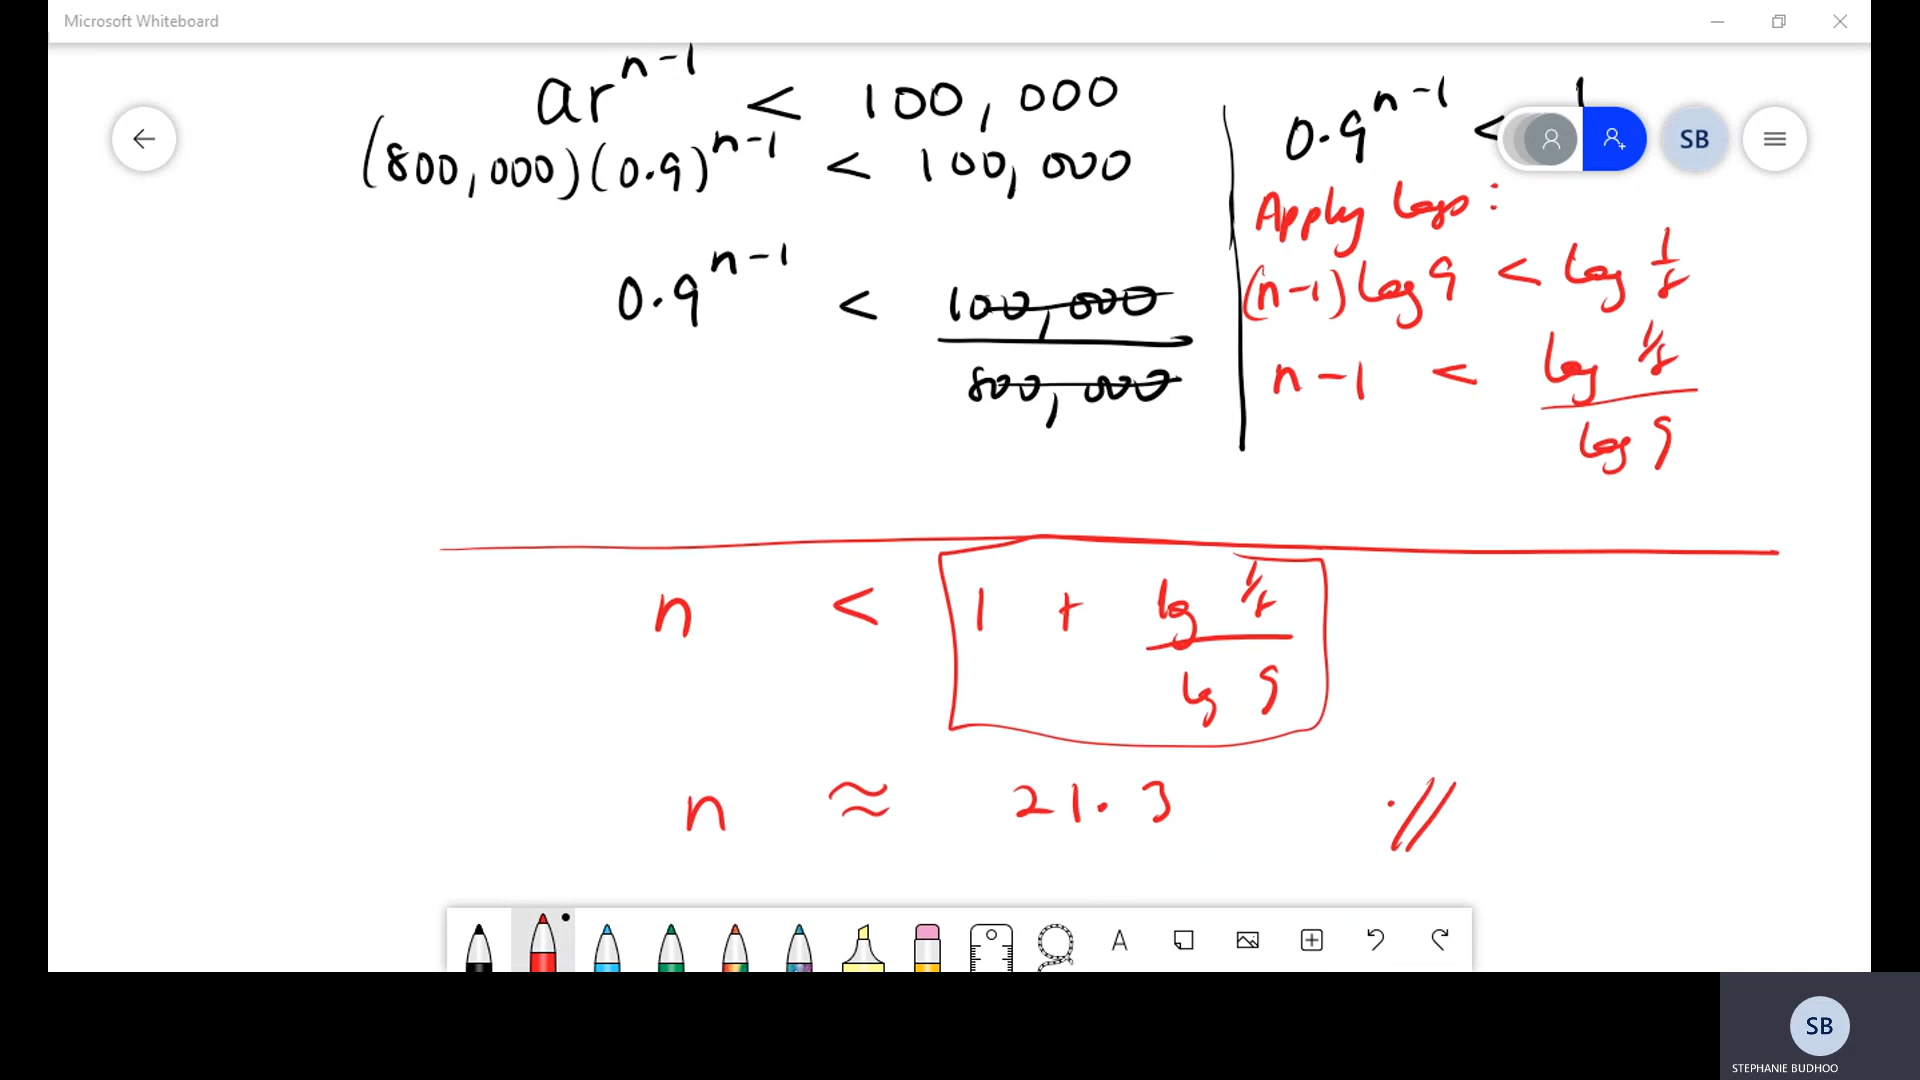 Microsoft Whiteboard
ar^{n-1} < 100,000
(800,000)(0.9)^{n-1} < 100,000
0.9^{n-1} < 100,000 / 800,000
0.9^{n-1} < 1
Apply logs:
(n-1) log 9 < log 1/8
n-1 < log 1/8 / log 9
n < 1 + log 1/8 / log 9
n ≈ 21.3 //
SB
A
SB
STEPHANIE BUDHOO